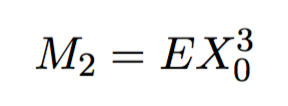 M₂ = EX₀³